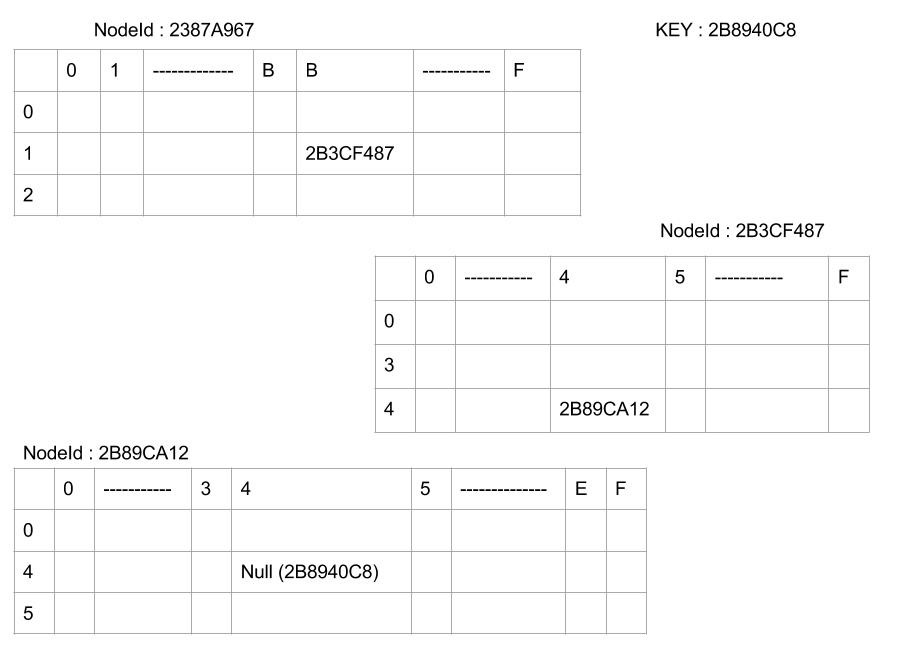 NodeId : 2387A967 KEY : 2B8940C8
0 1 ------------- B B ----------- F
0
1 2B3CF487
2
NodeId : 2B3CF487
0 ----------- 4 5 ----------- F
0
3
4 2B89CA12
NodeId : 2B89CA12
0 ----------- 3 4 5 -------------- E F
0
4 Null (2B8940C8)
5